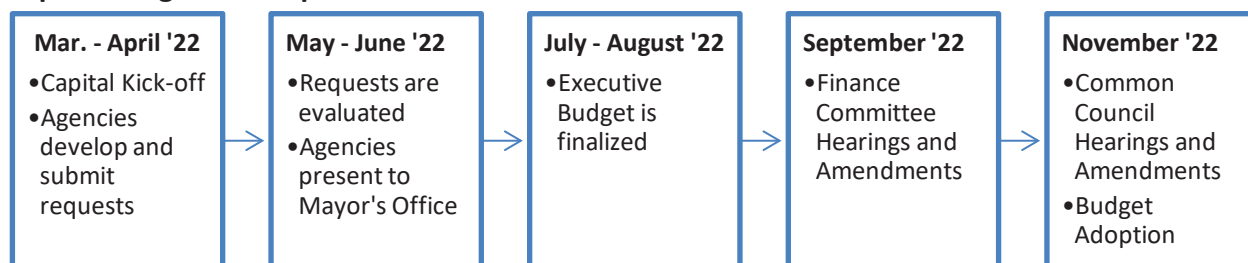 Mar. - April '22
•Capital Kick-off
•Agencies
develop and
submit
requests
May - June '22
•Requests are
evaluated
•Agencies
present to
Mayor's Office
July - August '22
•Executive
Budget is
finalized
September '22
•Finance
Committee
Hearings and
Amendments
November '22
•Common
Council
Hearings and
Amendments
•Budget
Adoption